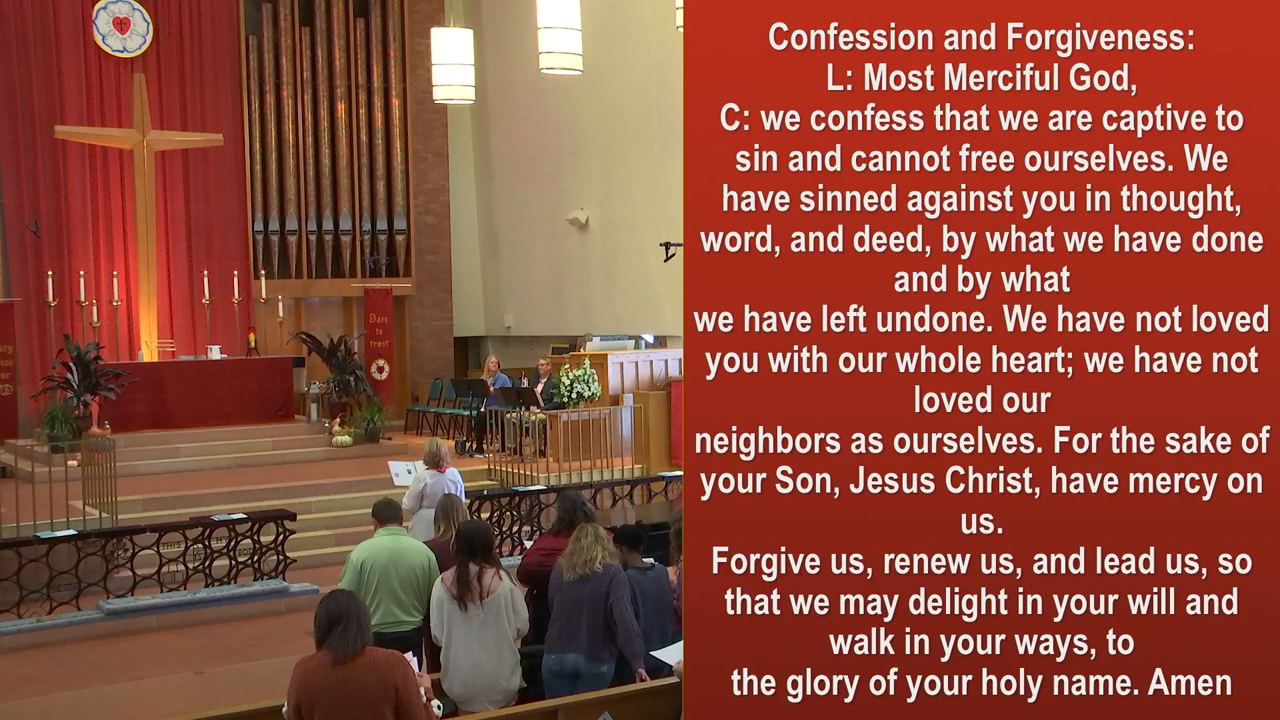 Confession and Forgiveness:
L: Most Merciful God,
C: we confess that we are captive to
sin and cannot free ourselves. We
have sinned against you in thought,
word, and deed, by what we have done
and by what
we have left undone. We have not loved
you with our whole heart; we have not
loved our
neighbors as ourselves. For the sake of
your Son, Jesus Christ, have mercy on
us.
Forgive us, renew us, and lead us, so
that we may delight in your will and
walk in your ways, to
the glory of your holy name. Amen
Dare
to
trust
THIS